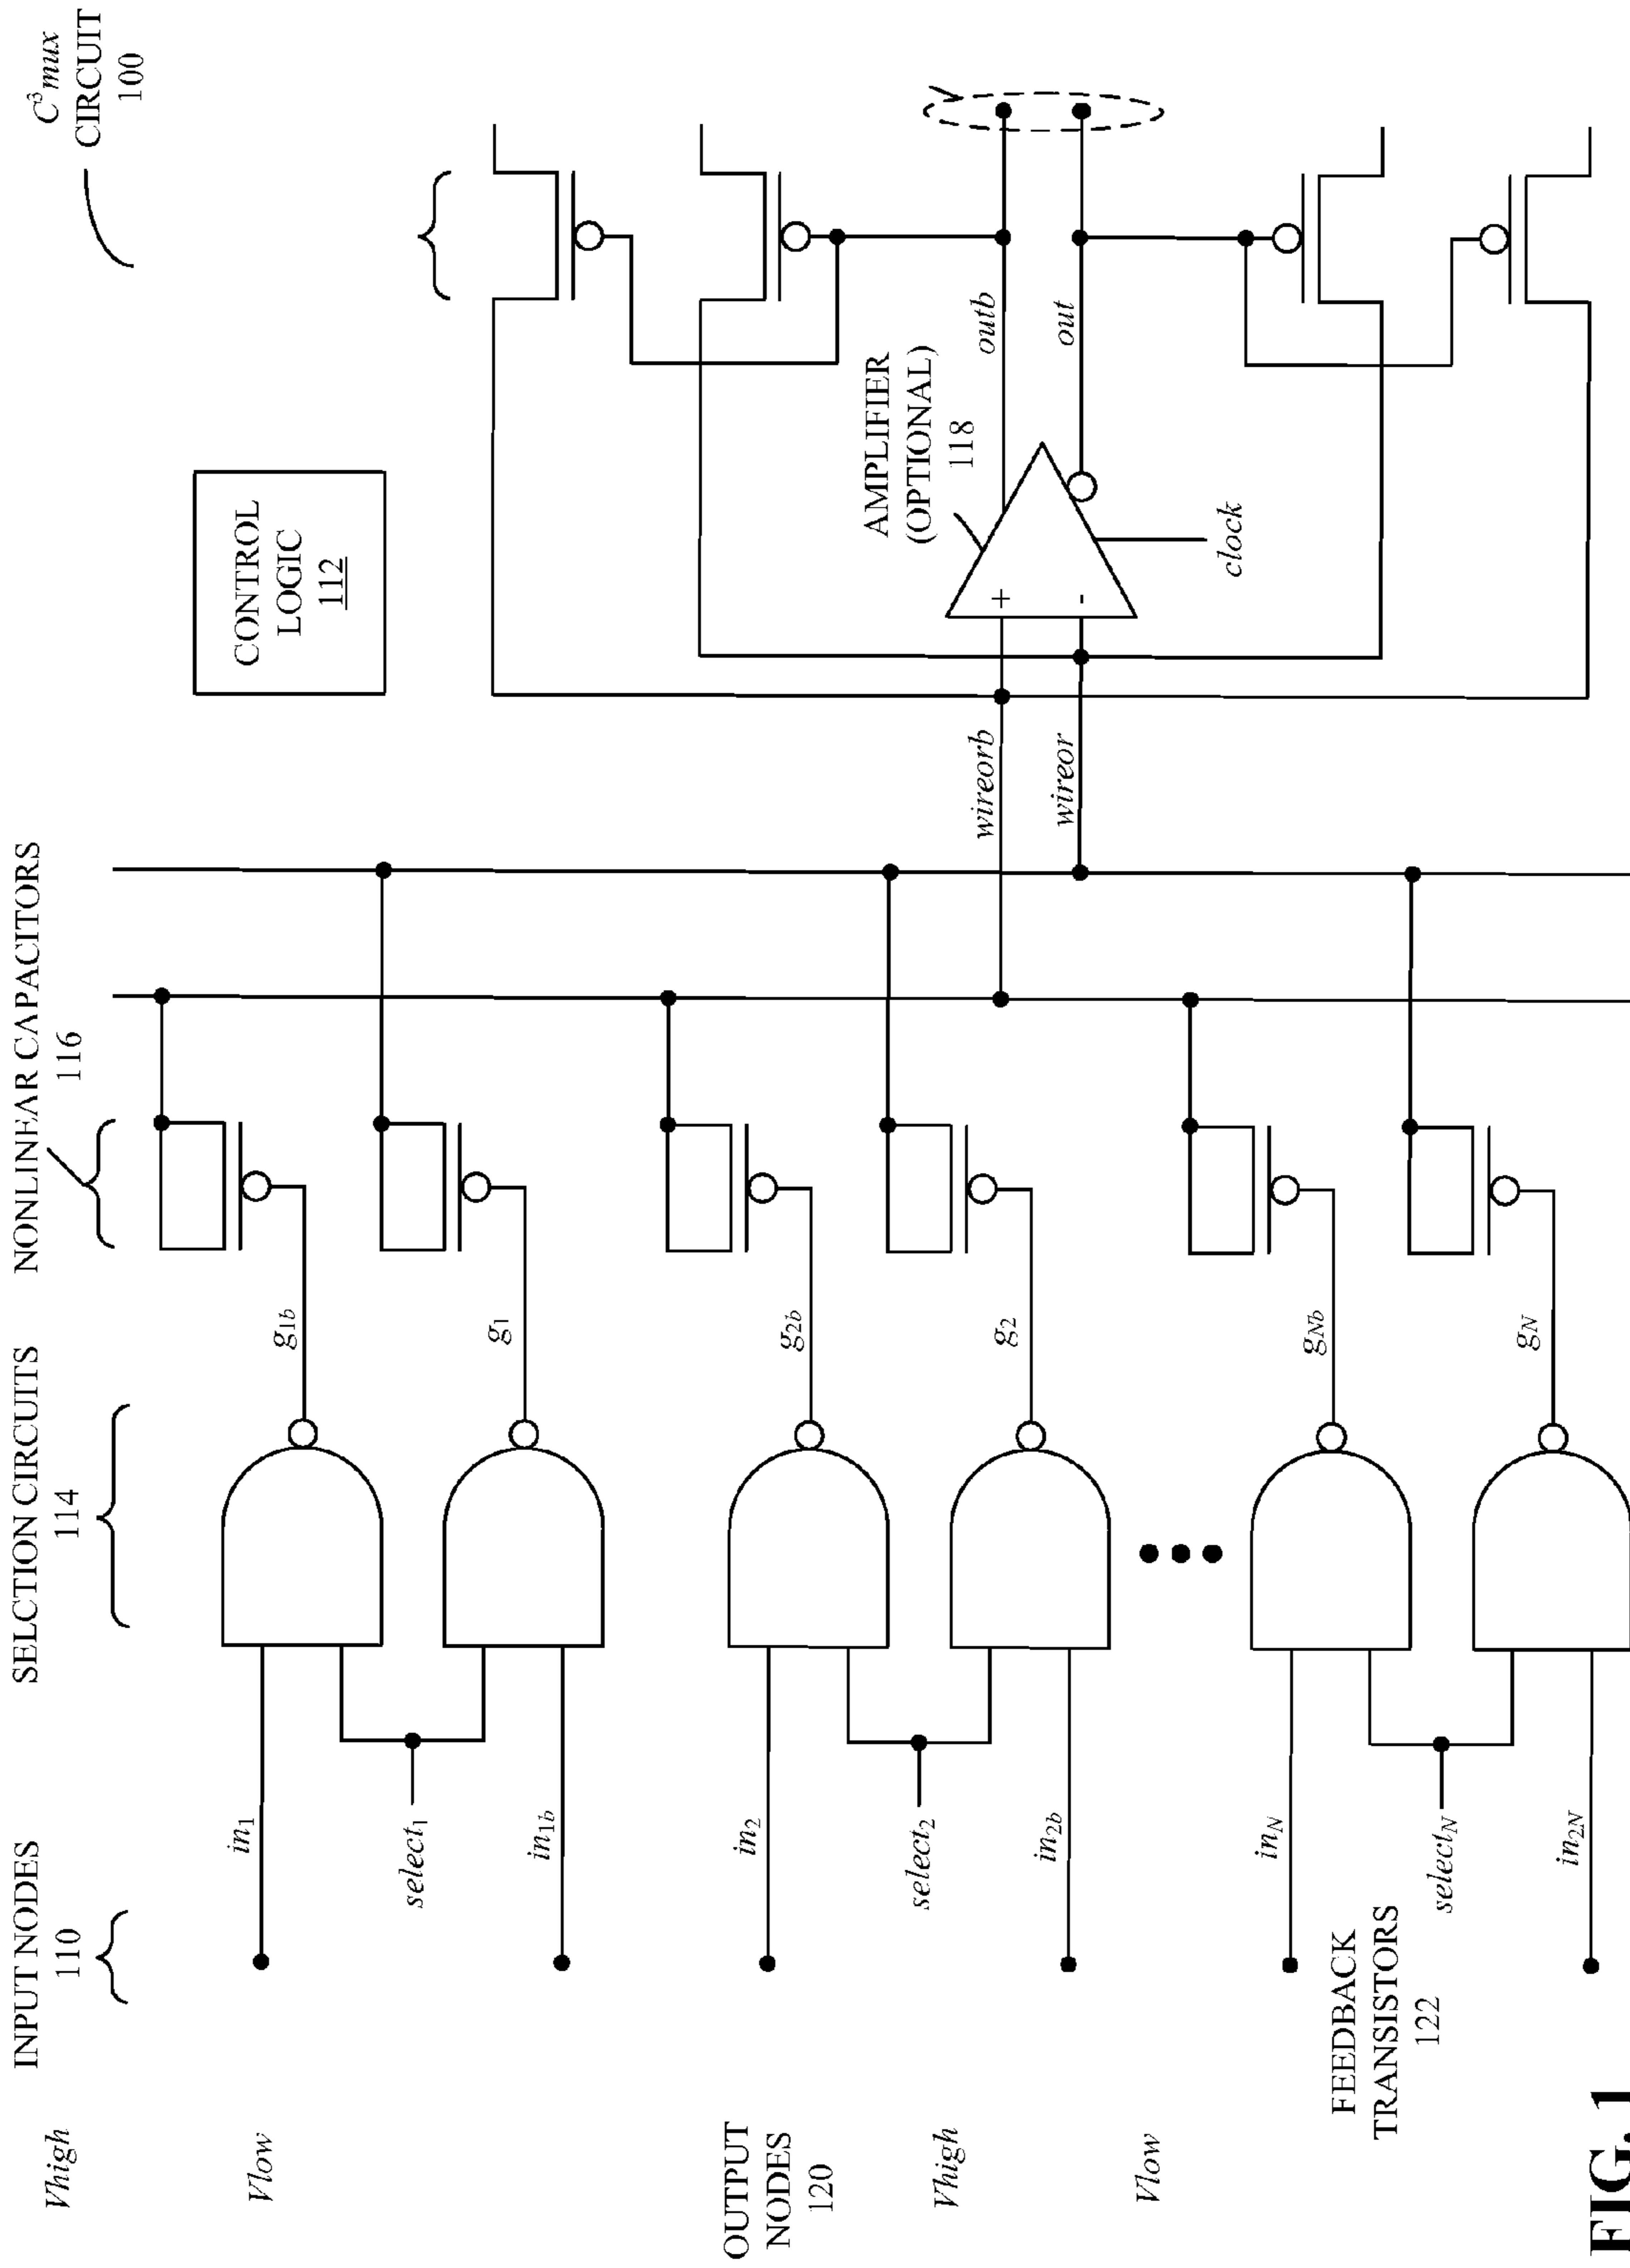 C³mux
CIRCUIT
100
CONTROL
LOGIC
112
INPUT NODES
110
SELCTION CIRCUITS
114
NONLINEAR CAPACITORS
116
in1
select1
in1b
g1b
g1
in2
select2
in2b
g2b
g2
inN
selectN
in2N
gNb
gN
wireorb
wireor
+
-
AMPLIFIER
(OPTIONAL)
118
clock
outb
out
Vhigh
Vlow
OUTPUT
NODES
120
Vhigh
Vlow
FEEDBACK
TRANSISTORS
122
FIG. 1